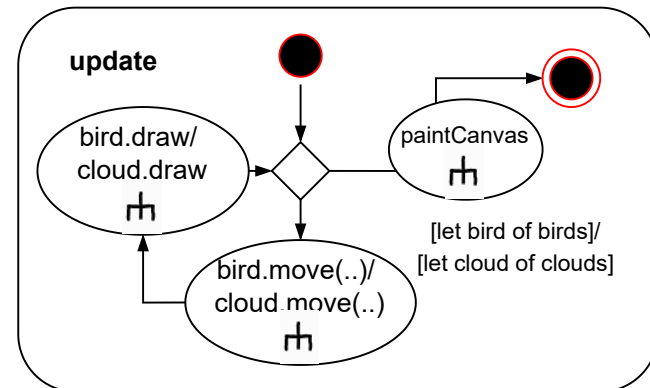 update
bird.draw/
cloud.draw
paintCanvas
[let bird of birds]/
[let cloud of clouds]
bird.move(..)/
cloud.move(..)